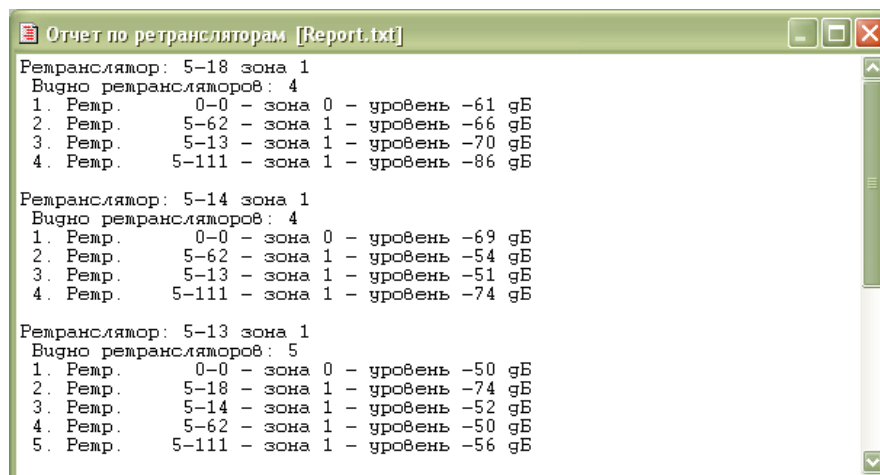 Отчет по ретрансляторам [Report.txt]
Ретранслятор: 5-18 зона 1
Видно ретрансляторов: 4
1. Ретр. 0-0 - зона 0 - уровень -61 дБ
2. Ретр. 5-62 - зона 1 - уровень -66 дБ
3. Ретр. 5-13 - зона 1 - уровень -70 дБ
4. Ретр. 5-111 - зона 1 - уровень -86 дБ
Ретранслятор: 5-14 зона 1
Видно ретрансляторов: 4
1. Ретр. 0-0 - зона 0 - уровень -69 дБ
2. Ретр. 5-62 - зона 1 - уровень -54 дБ
3. Ретр. 5-13 - зона 1 - уровень -51 дБ
4. Ретр. 5-111 - зона 1 - уровень -74 дБ
Ретранслятор: 5-13 зона 1
Видно ретрансляторов: 5
1. Ретр. 0-0 - зона 0 - уровень -50 дБ
2. Ретр. 5-18 - зона 1 - уровень -74 дБ
3. Ретр. 5-14 - зона 1 - уровень -52 дБ
4. Ретр. 5-62 - зона 1 - уровень -50 дБ
5. Ретр. 5-111 - зона 1 - уровень -56 дБ